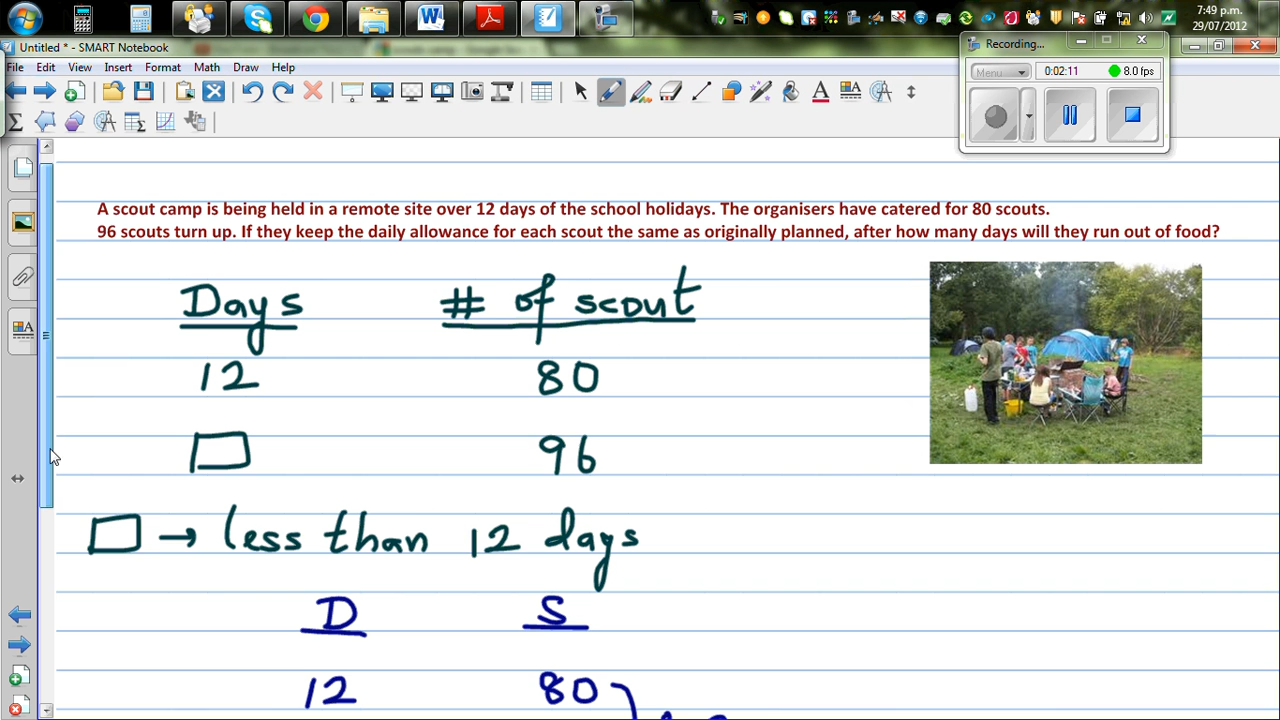 7:49 p.m.
29/07/2012
Untitled * - SMART Notebook
Recording...
File Edit View Insert Format Math Draw Help
Menu
0:02:11
8.0 fps
A scout camp is being held in a remote site over 12 days of the school holidays. The organisers have catered for 80 scouts.
96 scouts turn up. If they keep the daily allowance for each scout the same as originally planned, after how many days will they run out of food?
Days # of scout
12 80
96
→ less than 12 days
D S
12 80